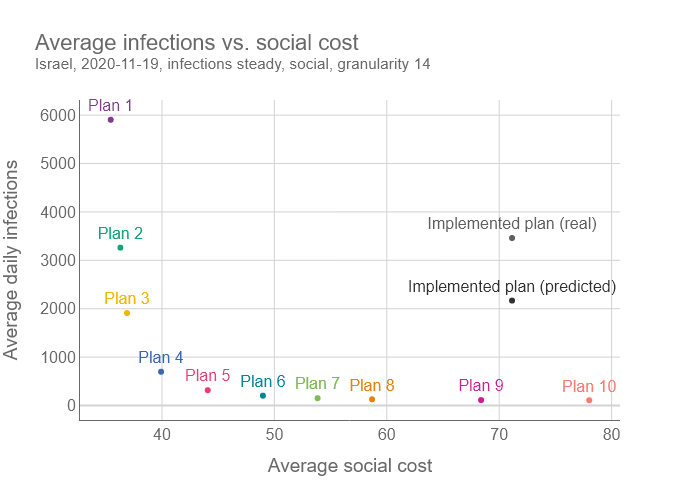 Average infections vs. social cost
Israel, 2020-11-19, infections steady, social, granularity 14
Average daily infections
6000
5000
4000
3000
2000
1000
0
Plan 1
Plan 2
Plan 3
Plan 4
Plan 5
Plan 6
Plan 7
Plan 8
Plan 9
Plan 10
Implemented plan (real)
Implemented plan (predicted)
40
50
60
70
80
Average social cost